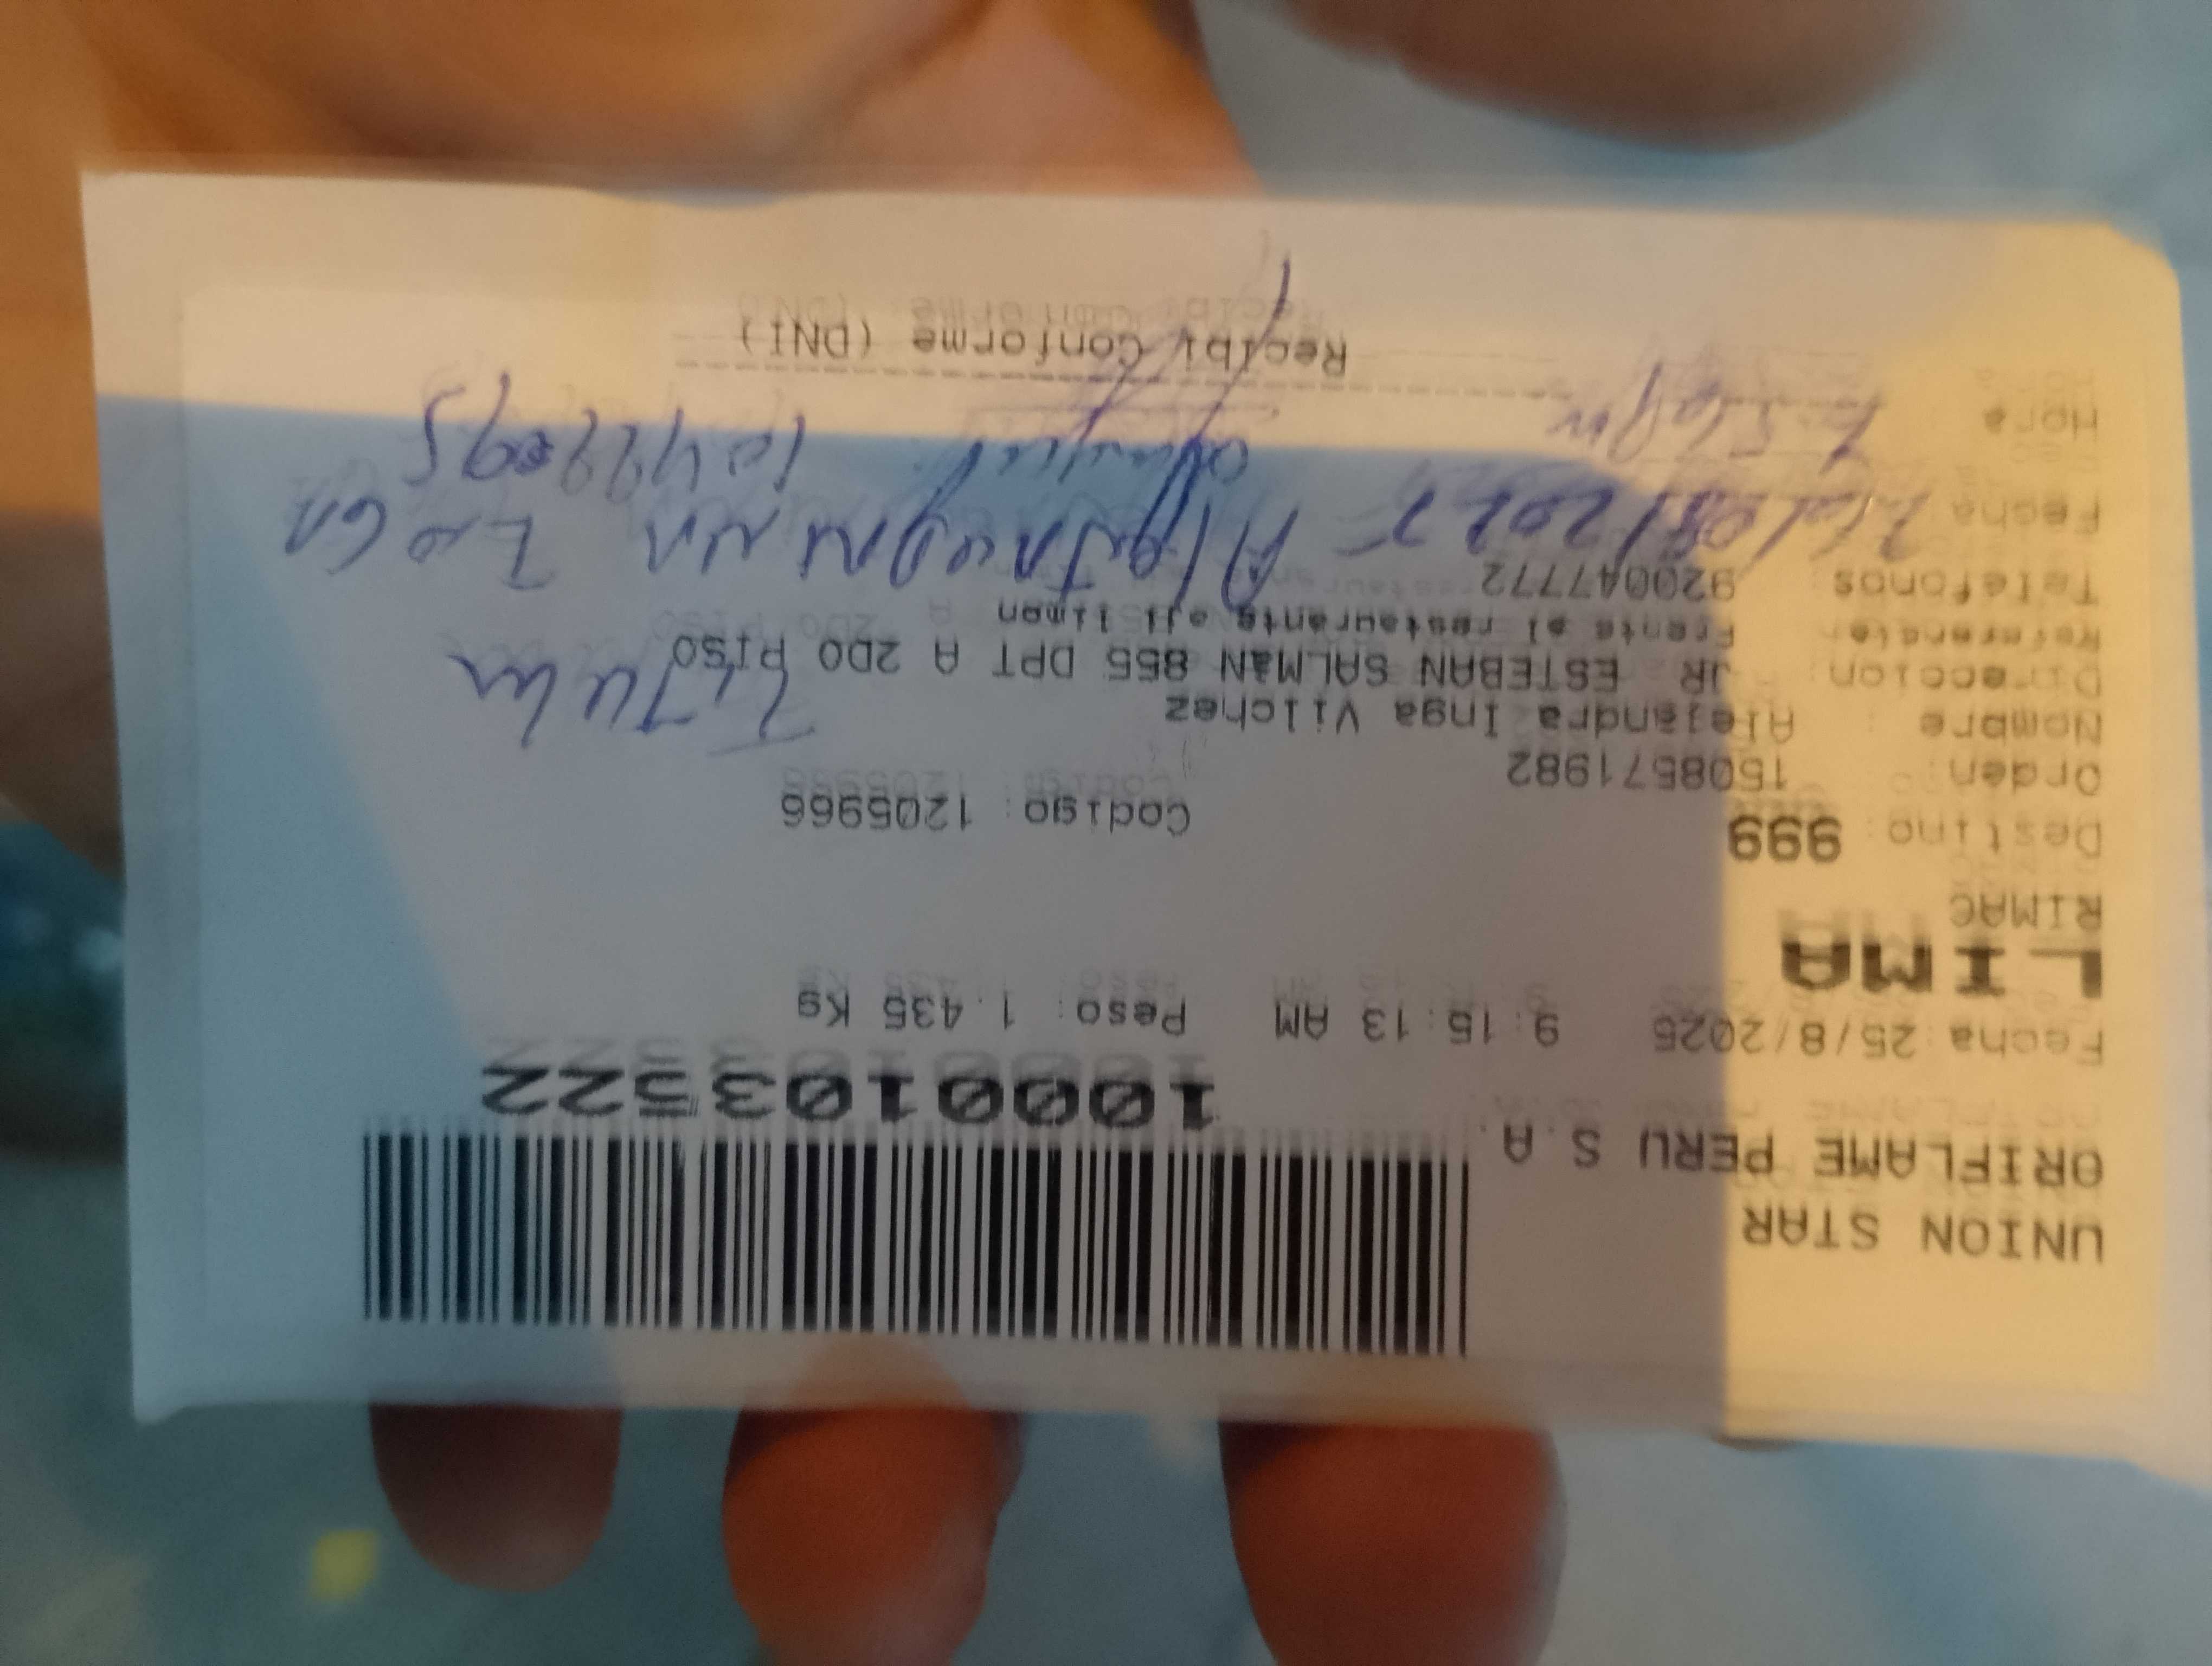 UNION STAR
ORIFLAME PERU S.A.
1000103522
Fecha: 25/8/2025 9:15:13 AM Peso: 1.435 Kg
LIMA
RIMAC
Destino: 999 Codigo: 1205966
Orden: 1508571982
Nombre : Alejandra Inga Vilchez
Direccion: JR ESTEBAN SALMAN 855 DPT A 2DO PISO
Referencia: Frente al restaurante aji limon
Telefonos: 920047772
Fecha
Hora
Recibi Conforme (DNI)